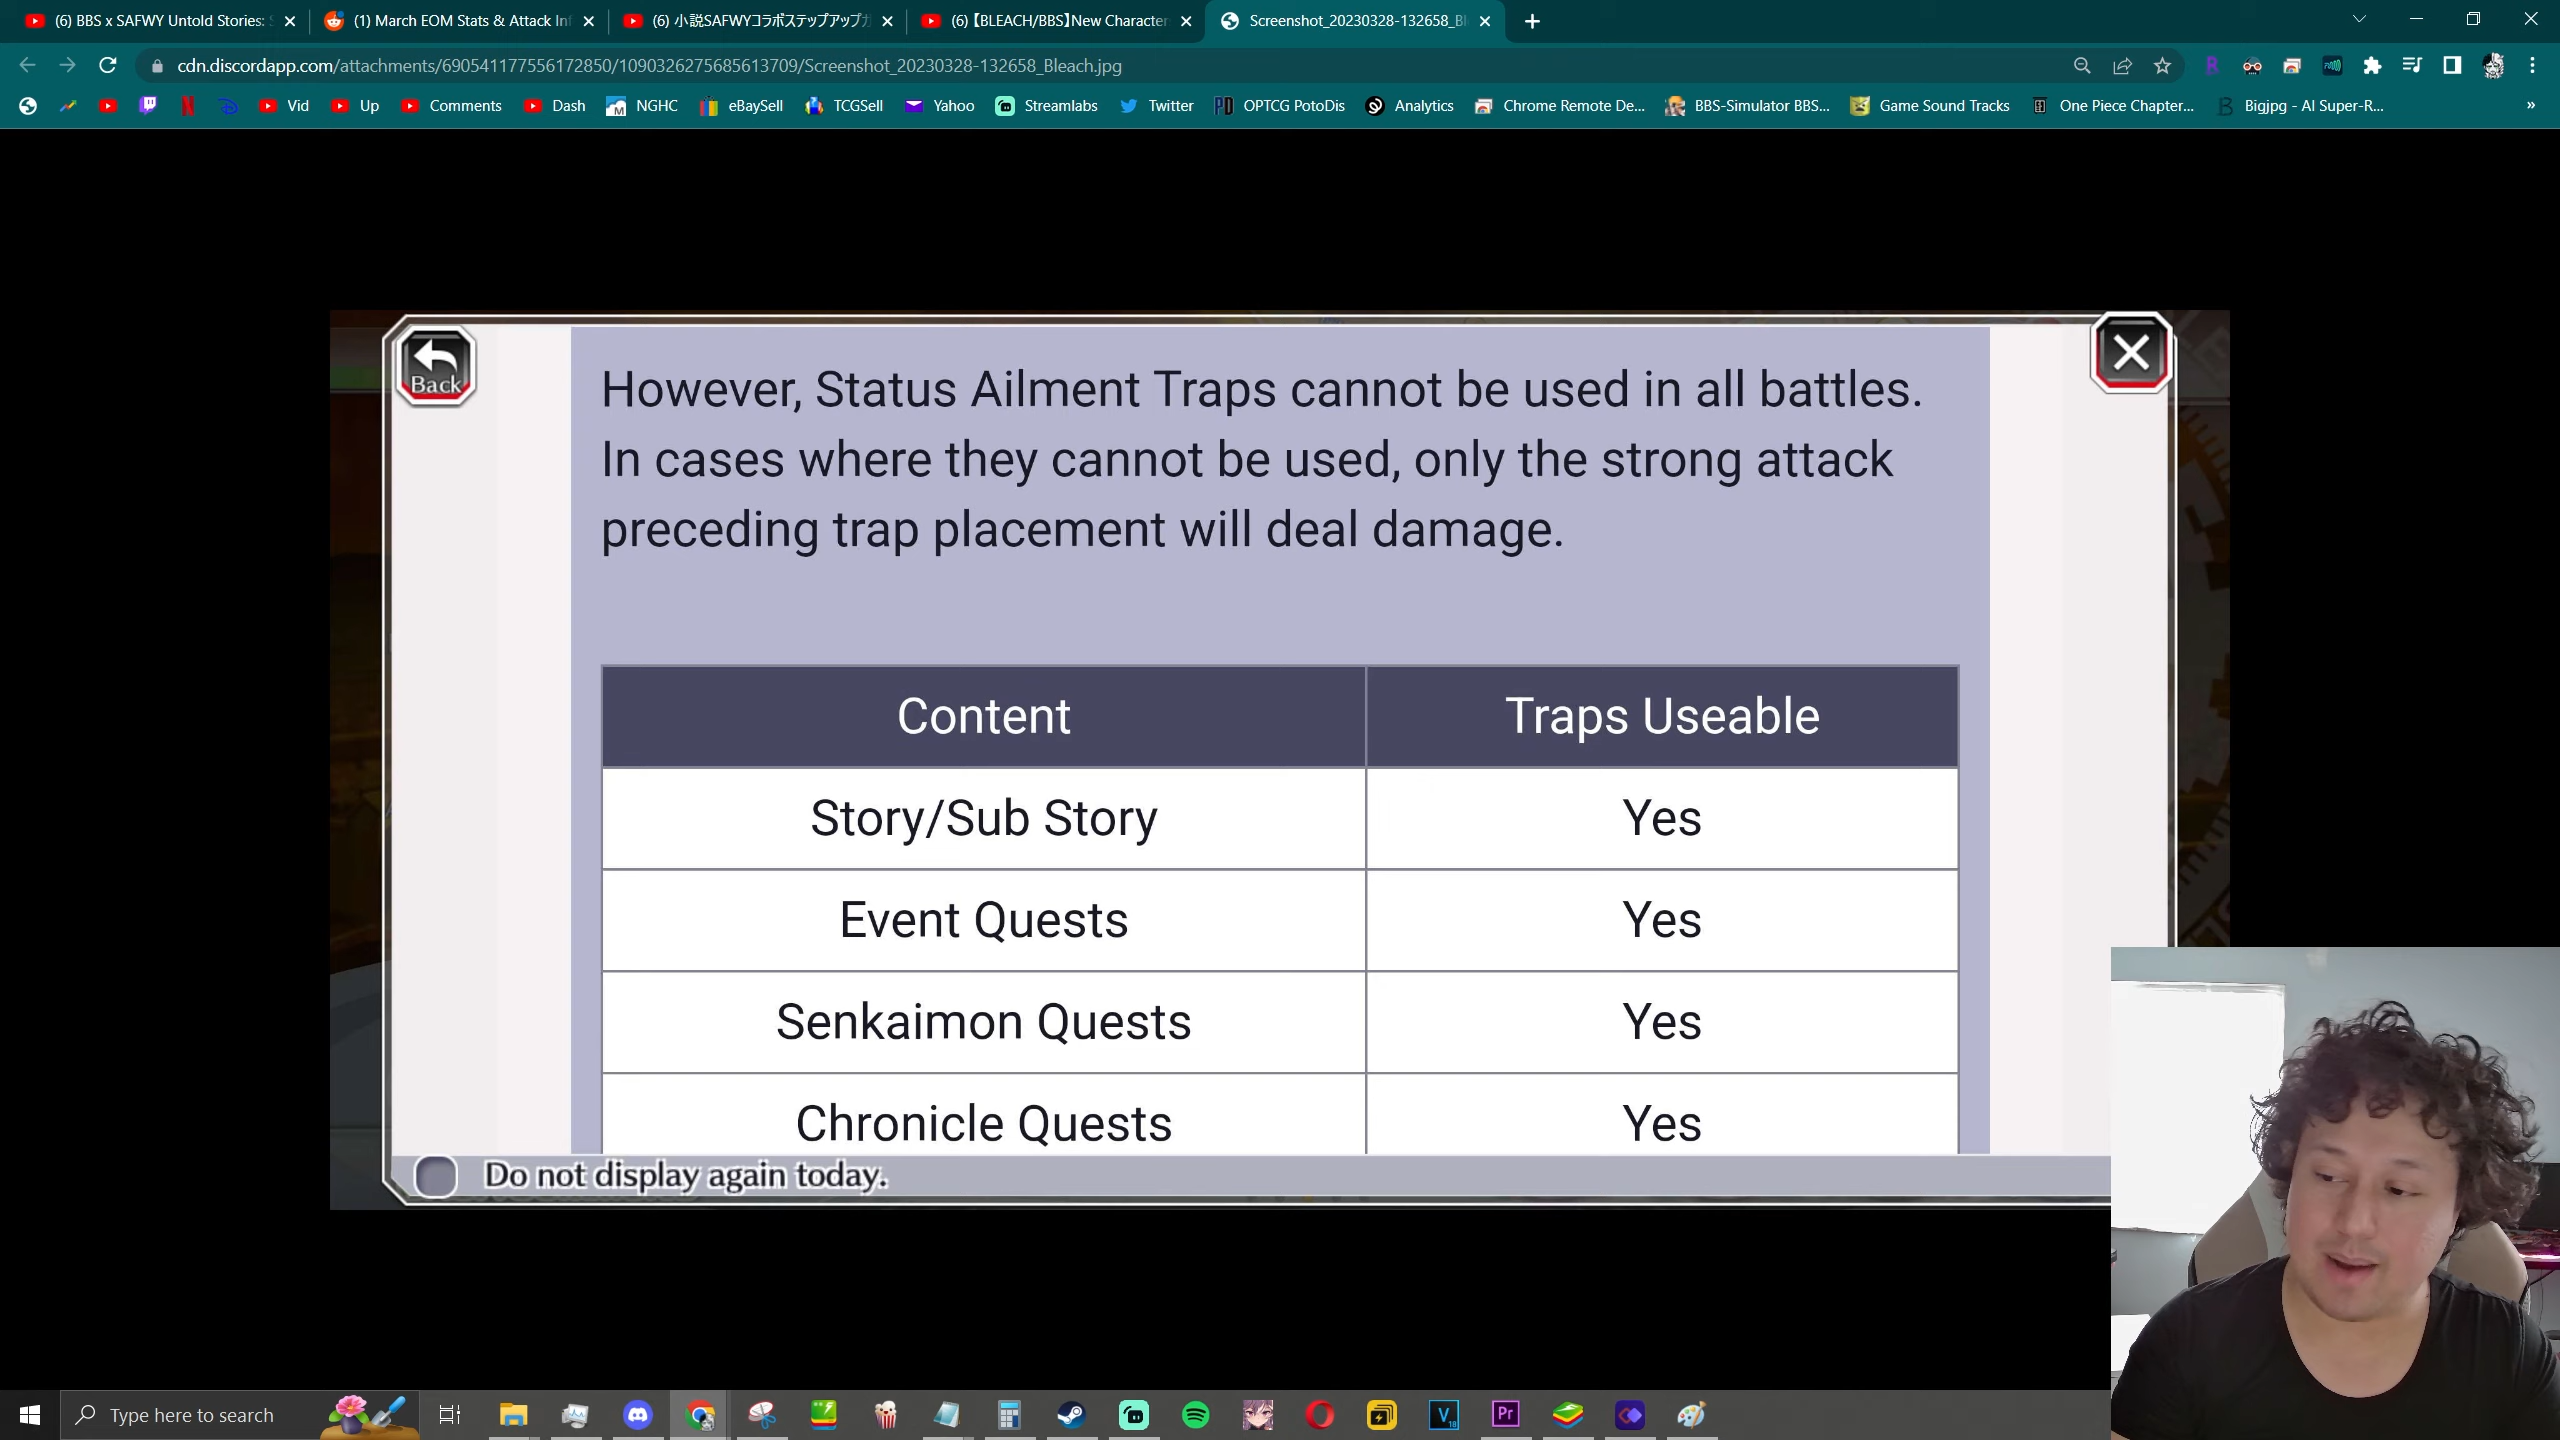 (6) BBS x SAFWY Untold Stories: S
(1) March EOM Stats & Attack Inf
(6) 小説SAFWYコラボステップアップガ
(6)【BLEACH/BBS】New Character
Screenshot_20230328-132658_Bl
cdn.discordapp.com/attachments/690541177556172850/1090326275685613709/Screenshot_20230328-132658_Bleach.jpg
Vid
Up
Comments
Dash
NGHC
eBaySell
TCGSell
Yahoo
Streamlabs
Twitter
OPTCG PotoDis
Analytics
Chrome Remote De...
BBS-Simulator BBS...
Game Sound Tracks
One Piece Chapter...
Bigjpg - AI Super-R...
»
Back
However, Status Ailment Traps cannot be used in all battles.
In cases where they cannot be used, only the strong attack
preceding trap placement will deal damage.
Content
Traps Useable
Story/Sub Story
Yes
Event Quests
Yes
Senkaimon Quests
Yes
Chronicle Quests
Yes
Do not display again today.
Type here to search
Pr